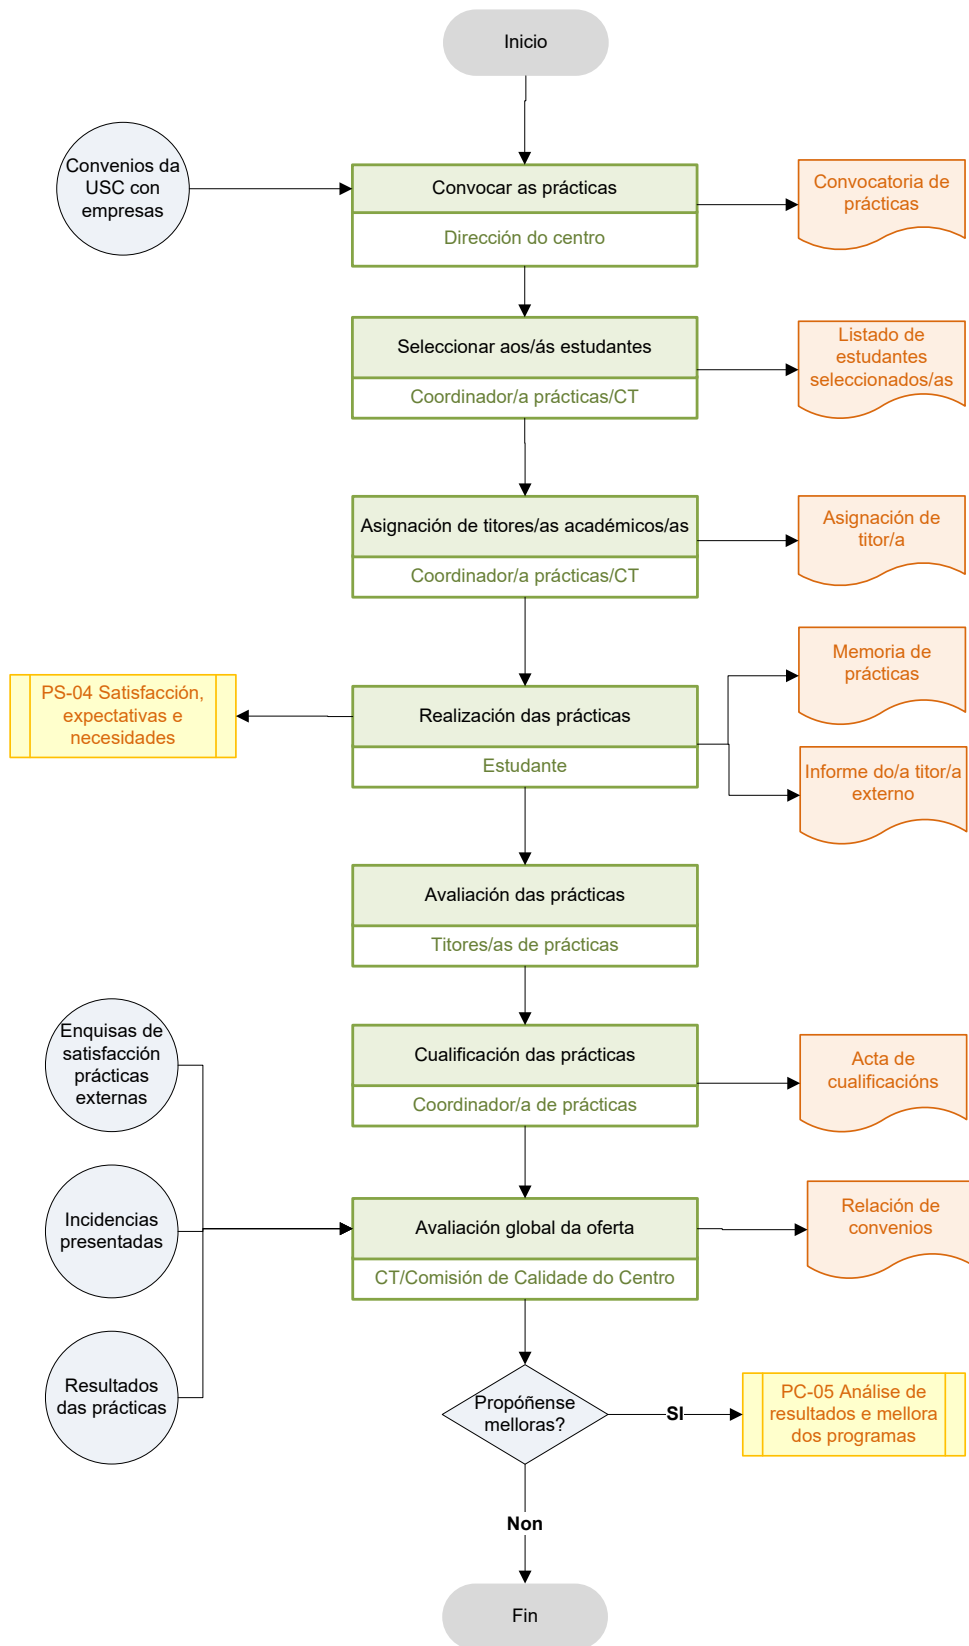 Inicio
Convenios da
USC con
empresas
Convocar as prácticas
Dirección do centro
Convocatoria de
prácticas
Seleccionar aos/ás estudantes
Coordinador/a prácticas/CT
Listado de
estudantes
seleccionados/as
Asignación de titores/as académicos/as
Coordinador/a prácticas/CT
Asignación de
titor/a
PS-04 Satisfacción,
expectativas e
necesidades
Realización das prácticas
Estudante
Memoria de
prácticas
Informe do/a titor/a
externo
Avaliación das prácticas
Titores/as de prácticas
Enquisas de
satisfacción
prácticas
externas
Cualificación das prácticas
Coordinador/a de prácticas
Acta de
cualificacións
Incidencias
presentadas
Avaliación global da oferta
CT/Comisión de Calidade do Centro
Relación de
convenios
Resultados
das prácticas
Propóñense
melloras?
SI
PC-05 Análise de
resultados e mellora
dos programas
Non
Fin